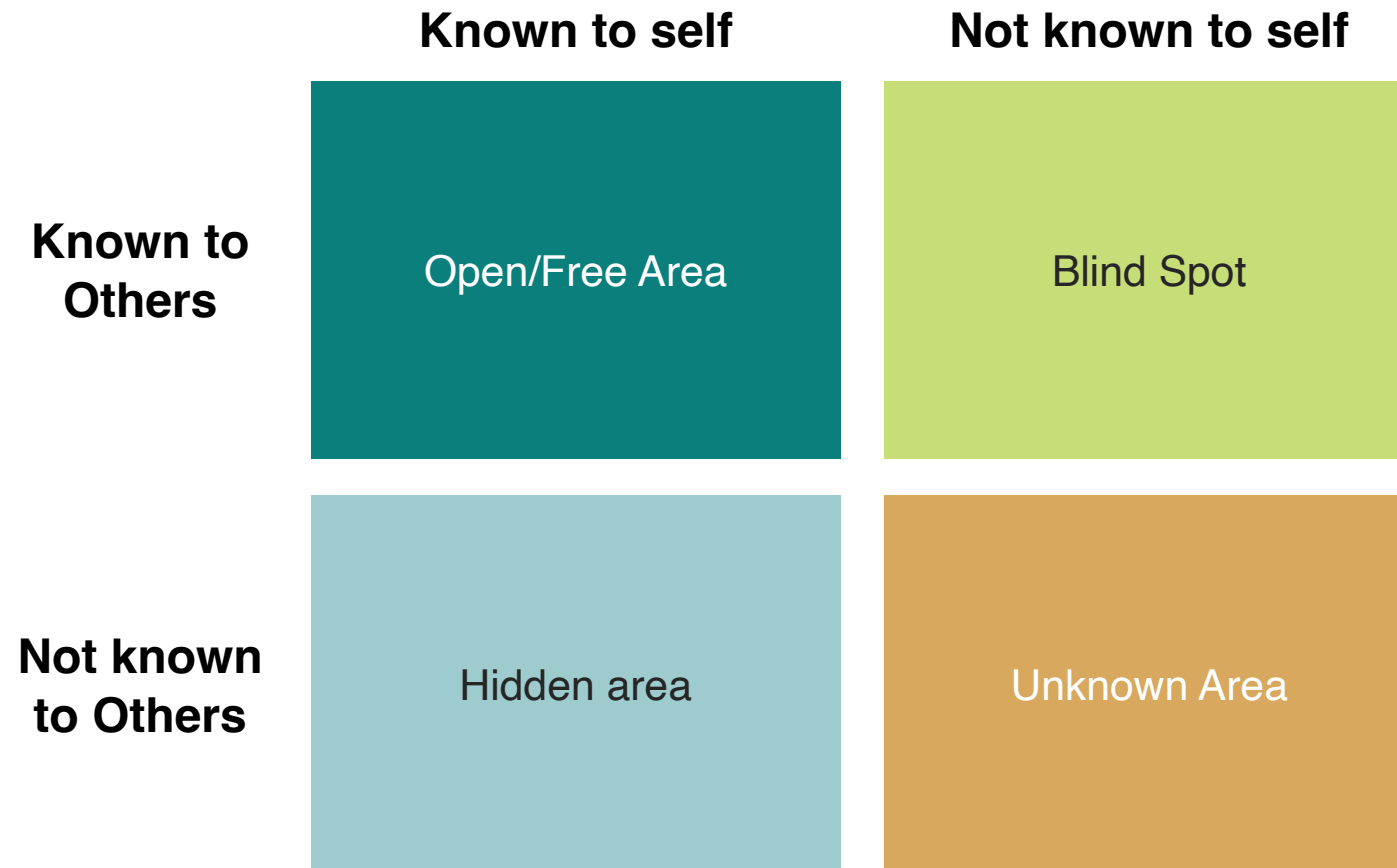 Known to self
Not known to self
Known to
Others
Open/Free Area
Blind Spot
Not known
to Others
Hidden area
Unknown Area